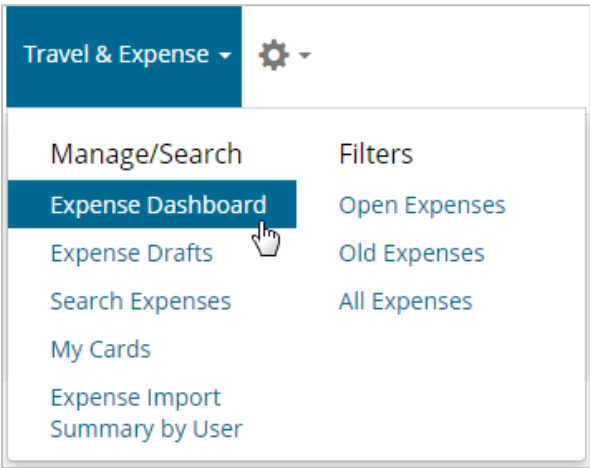 Travel & Expense
Manage/Search
Expense Dashboard
Expense Drafts
Search Expenses
My Cards
Expense Import
Summary by User
Filters
Open Expenses
Old Expenses
All Expenses